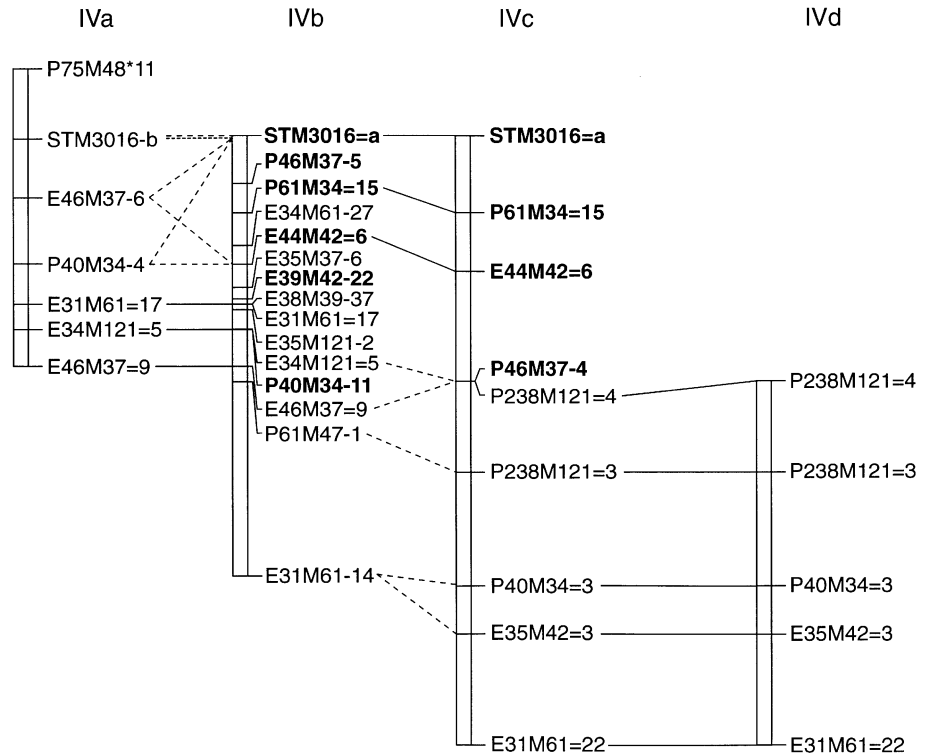 IVa
IVb
IVc
IVd
P75M48*11
STM3016-b
E46M37-6
P40M34-4
E31M61=17
E34M121=5
E46M37=9
STM3016=a
P46M37-5
P61M34=15
E34M61-27
E44M42=6
E35M37-6
E39M42-22
E38M39-37
E31M61=17
E35M121-2
E34M121=5
P40M34-11
E46M37=9
P61M47-1
E31M61-14
STM3016=a
P61M34=15
E44M42=6
P46M37-4
P238M121=4
P238M121=3
P40M34=3
E35M42=3
E31M61=22
P238M121=4
P238M121=3
P40M34=3
E35M42=3
E31M61=22